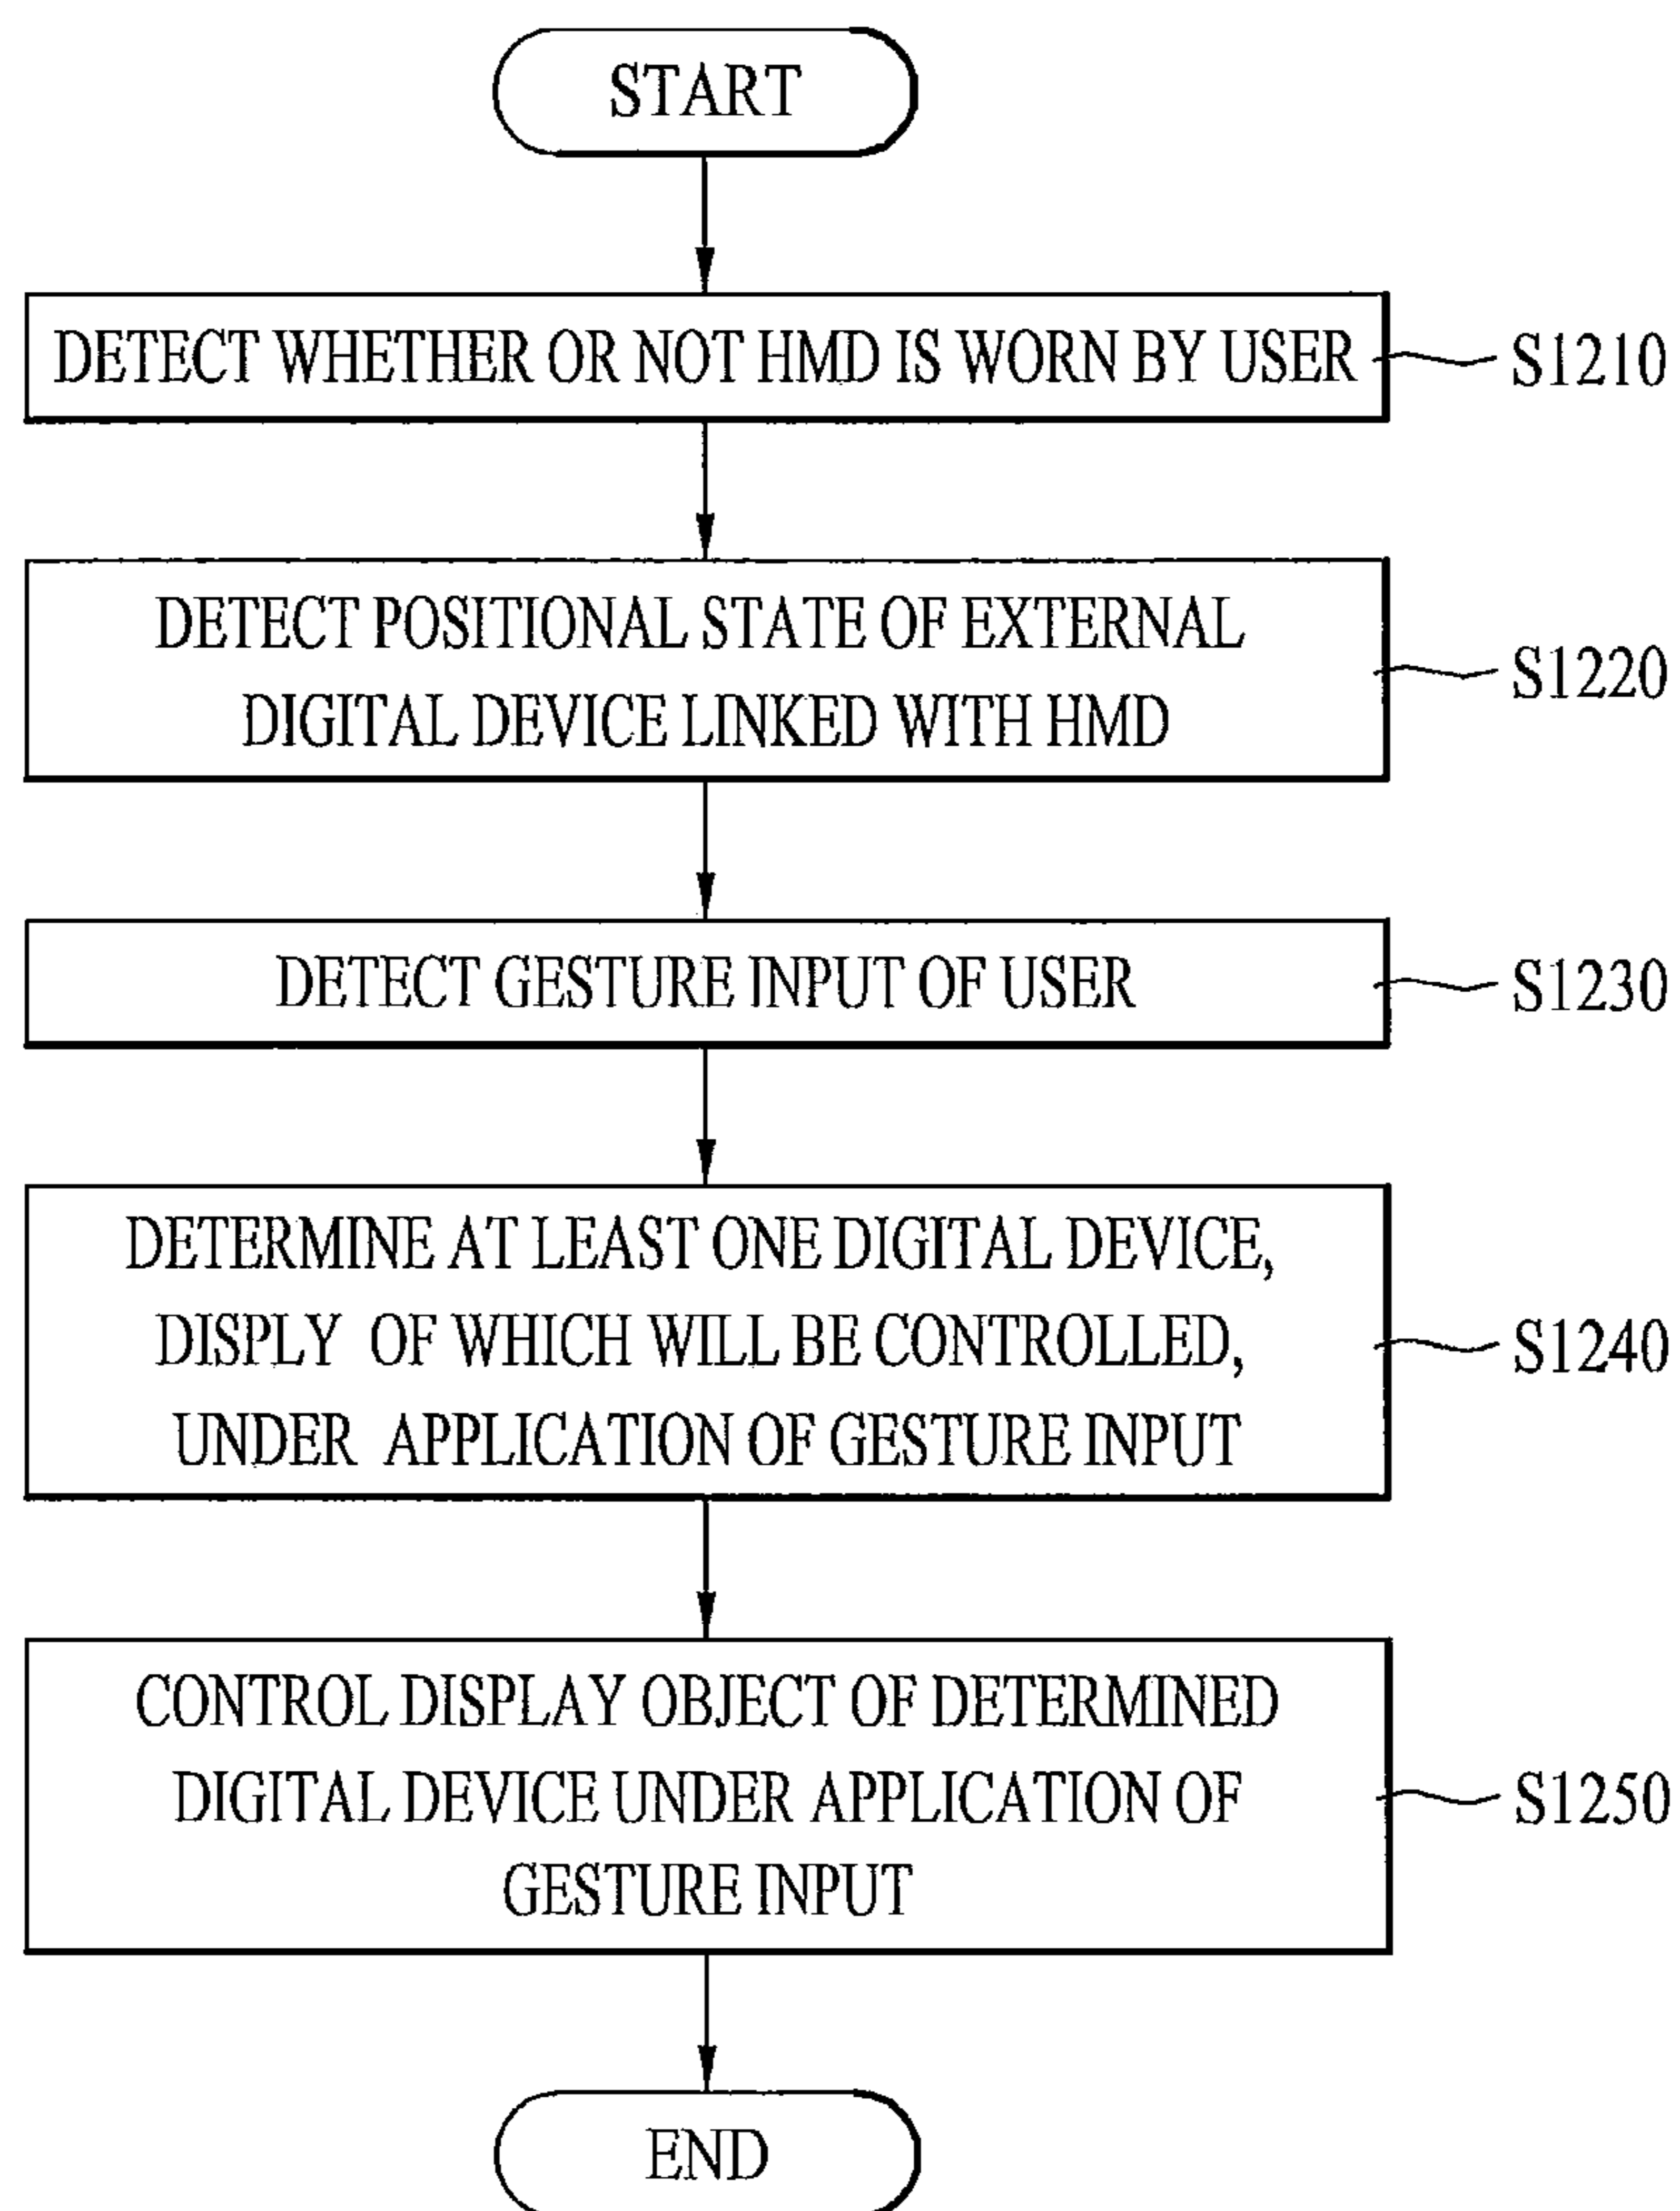 START
DETECT WHETHER OR NOT HMD IS WORN BY USER
S1210
DETECT POSITIONAL STATE OF EXTERNAL
DIGITAL DEVICE LINKED WITH HMD
S1220
DETECT GESTURE INPUT OF USER
S1230
DETERMINE AT LEAST ONE DIGITAL DEVICE,
DISPLY OF WHICH WILL BE CONTROLLED,
UNDER APPLICATION OF GESTURE INPUT
S1240
CONTROL DISPLAY OBJECT OF DETERMINED
DIGITAL DEVICE UNDER APPLICATION OF
GESTURE INPUT
S1250
END